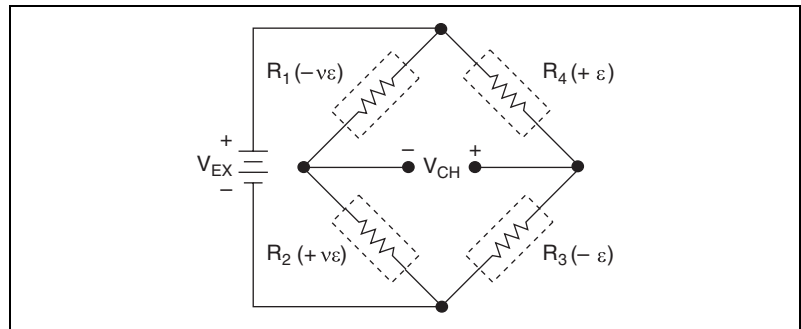 R1 (–νε)
R4 (+ ε)
+
VEX
–
– VCH +
R2 (+νε)
R3 (– ε)